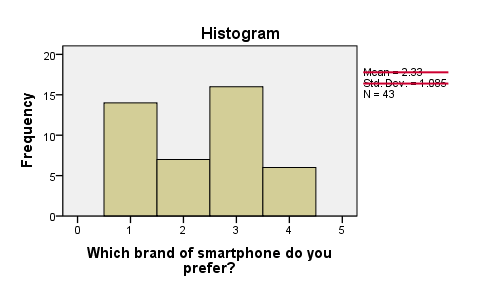 Histogram
Mean = 2.33
Std. Dev. = 1.085
N = 43
20
15
10
5
0
Frequency
0 1 2 3 4 5
Which brand of smartphone do you
prefer?